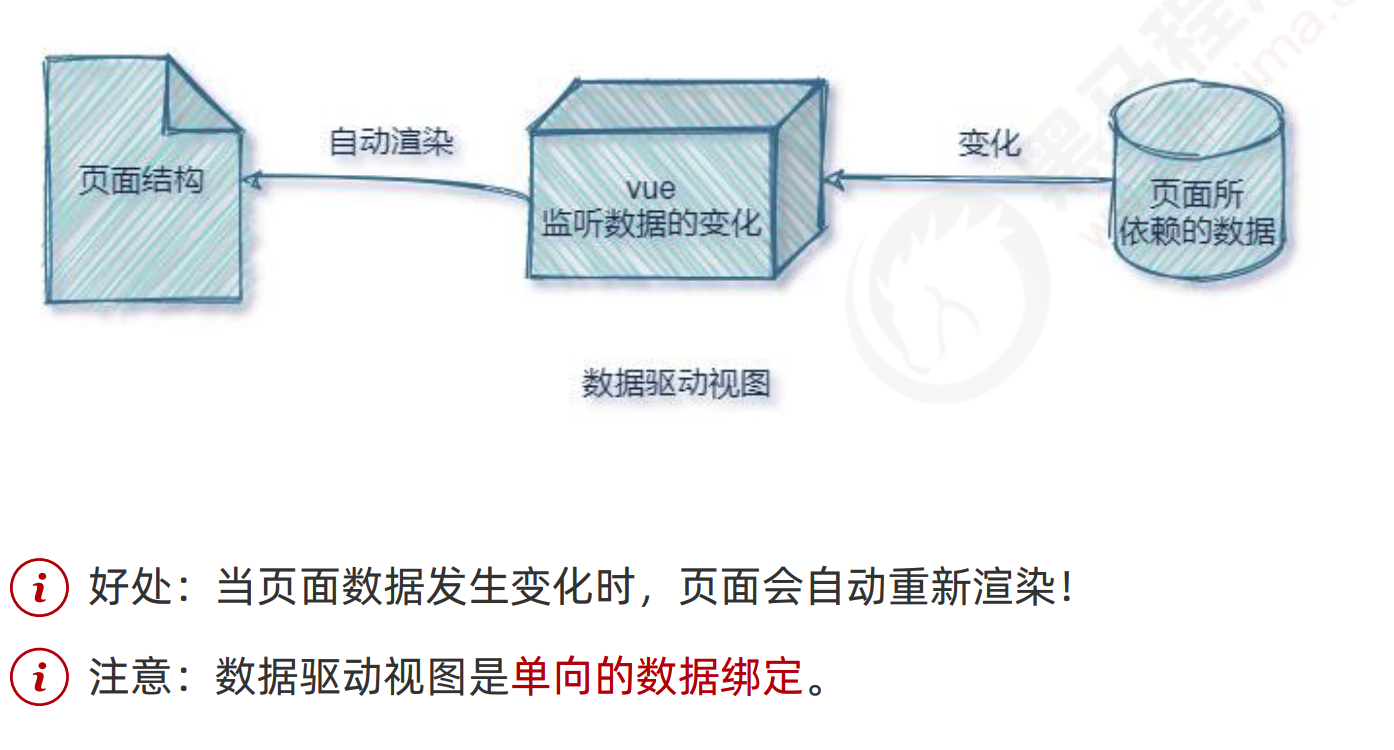 页面结构
自动渲染
vue
监听数据的变化
变化
页面所
依赖的数据
数据驱动视图
好处：当页面数据发生变化时，页面会自动重新渲染！
注意：数据驱动视图是单向的数据绑定。